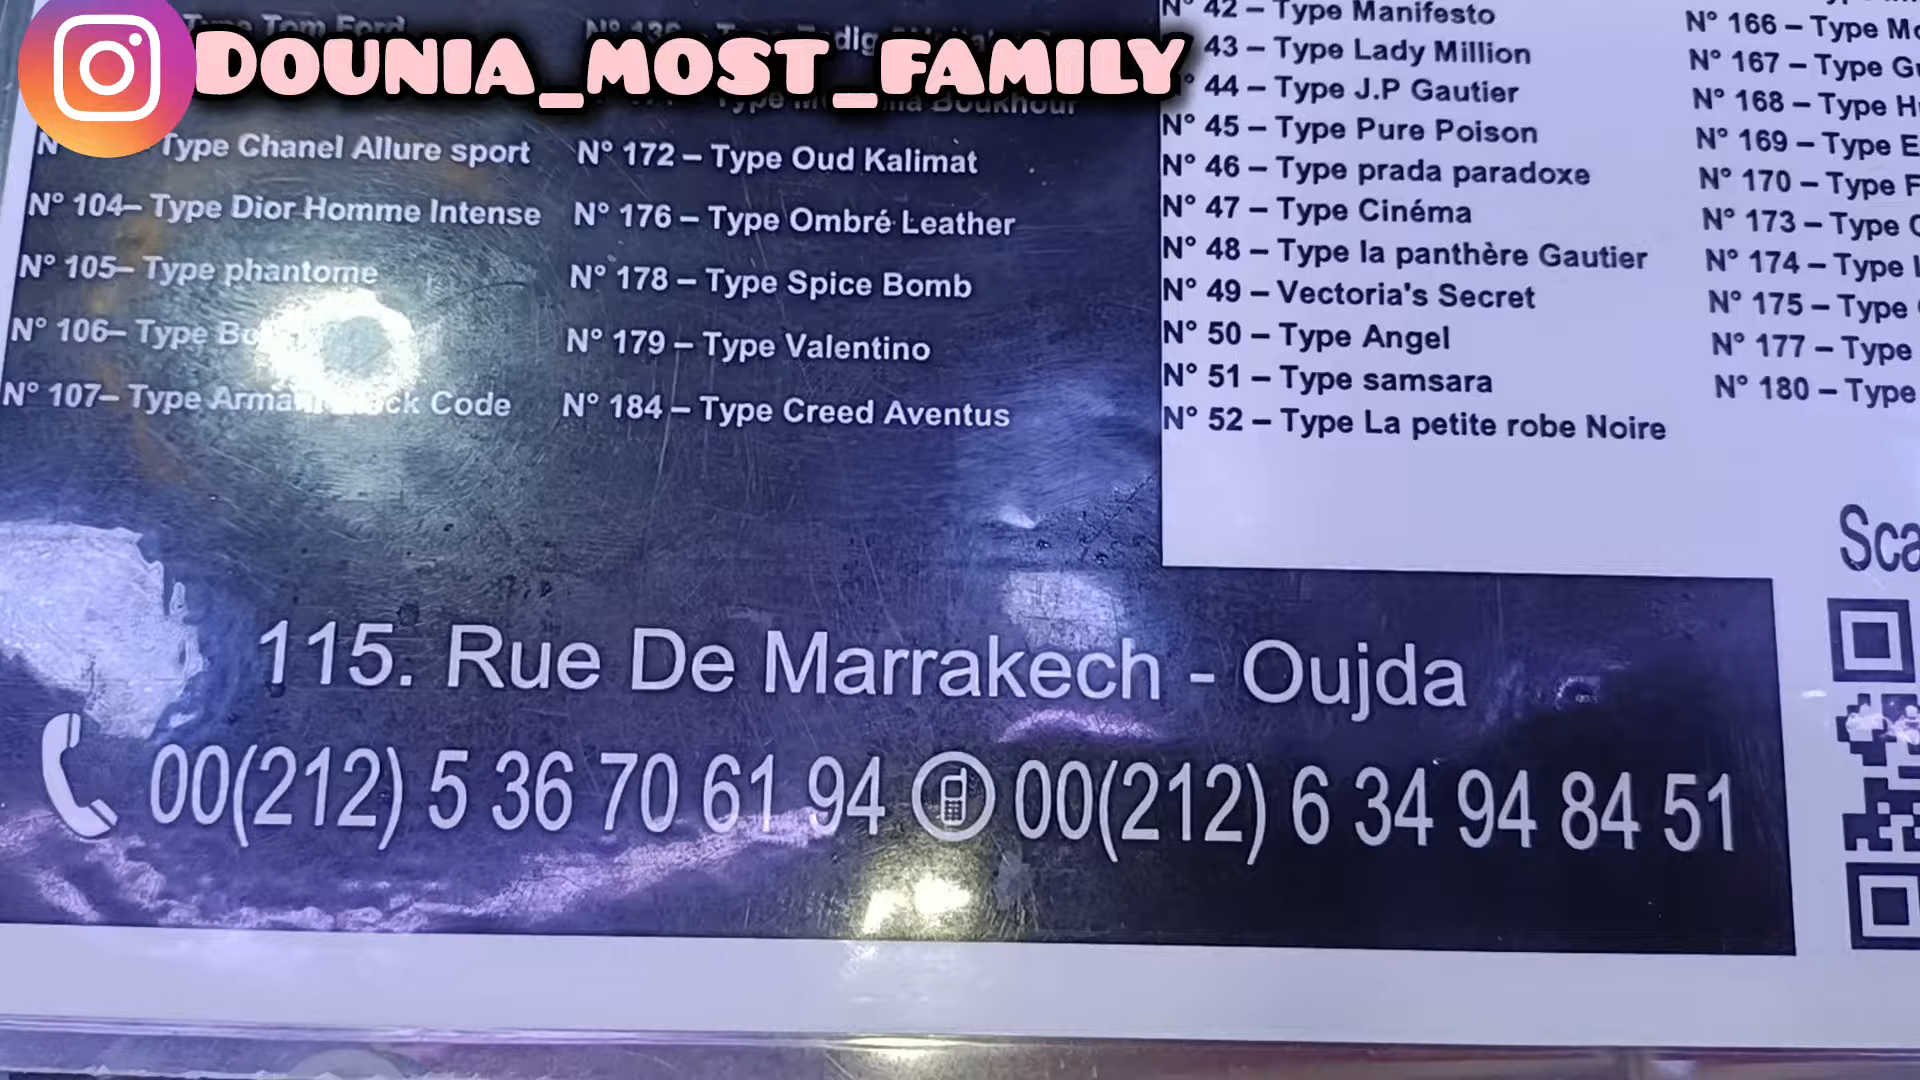 DOUNIA_MOST_FAMILY
Type Tom Ford
Type Chanel Allure sport
N° 104– Type Dior Homme Intense
N° 105– Type phantome
N° 106– Type
N° 107– Type Code
N° 172 – Type Oud Kalimat
N° 176 – Type Ombré Leather
N° 178 – Type Spice Bomb
N° 179 – Type Valentino
N° 184 – Type Creed Aventus
N° 42 – Type Manifesto
43 – Type Lady Million
44 – Type J.P Gautier
N° 45 – Type Pure Poison
N° 46 – Type prada paradoxe
N° 47 – Type Cinéma
N° 48 – Type la panthère Gautier
N° 49 – Vectoria's Secret
N° 50 – Type Angel
N° 51 – Type samsara
N° 52 – Type La petite robe Noire
N° 166 – Type
N° 167 – Type
N° 168 – Type
N° 169 – Type
N° 170 – Type
N° 173 – Type
N° 174 – Type
N° 175 – Type
N° 177 – Type
N° 180 – Type
115. Rue De Marrakech - Oujda
00(212) 5 36 70 61 94 00(212) 6 34 94 84 51